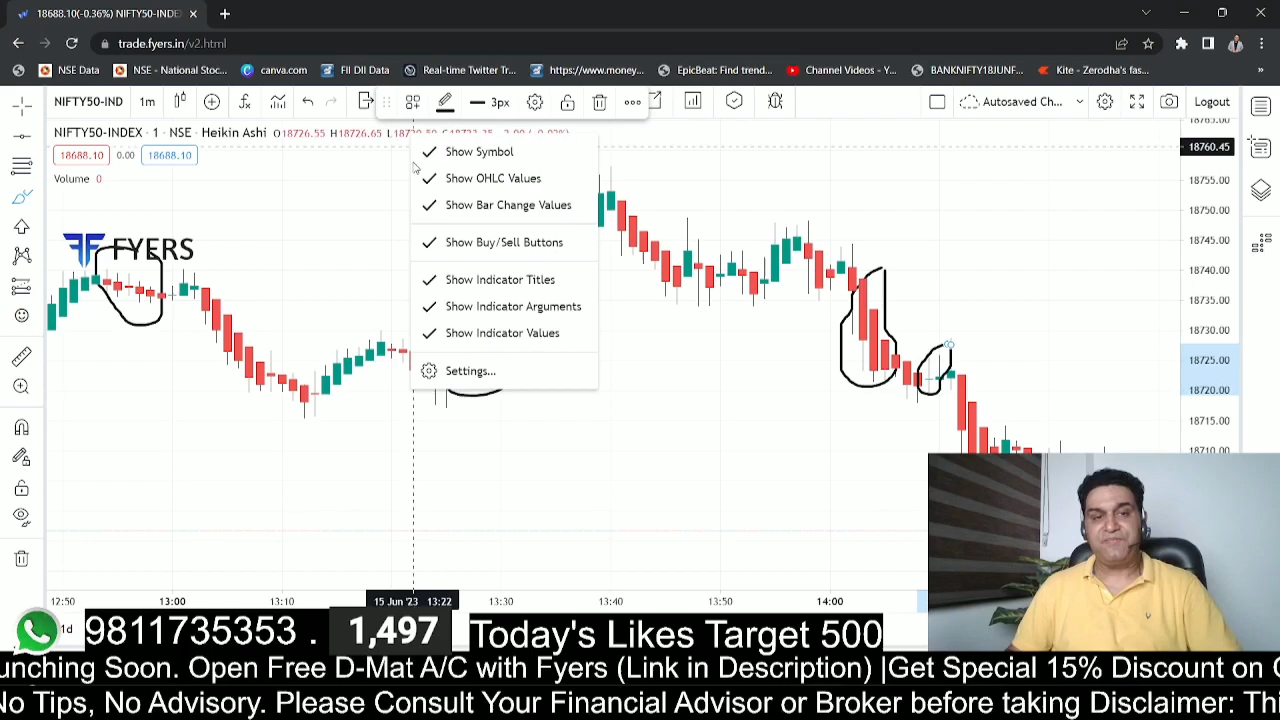 18688.10(-0.36%) NIFTY50-INDE
trade.fyers.in/v2.html
NSE Data
NSE - National Stoc...
canva.com
FII DII Data
Real-time Twitter Tr...
https://www.money...
EpicBeat: Find trend...
Channel Videos - Y...
BANKNIFTY18JUNF...
Kite - Zerodha's fas...
NIFTY50-IND
1m
3px
Autosaved Ch...
Logout
NIFTY50-INDEX · 1 · NSE · Heikin Ashi
18688.10
0.00
18688.10
Volume 0
FYERS
Show Symbol
Show OHLC Values
Show Bar Change Values
Show Buy/Sell Buttons
Show Indicator Titles
Show Indicator Arguments
Show Indicator Values
Settings...
18765.00
18760.45
18755.00
18750.00
18745.00
18740.00
18735.00
18730.00
18725.00
18720.00
18715.00
18710.00
12:50
13:00
13:10
15 Jun '23 13:22
13:30
13:40
13:50
14:00
1d
9811735353 .
1,497
Today's Likes Target 500
unching Soon. Open Free D-Mat A/C with Fyers (Link in Description) |Get Special 15% Discount on
No Tips, No Advisory. Please Consult Your Financial Advisor or Broker before taking Disclaimer: Th